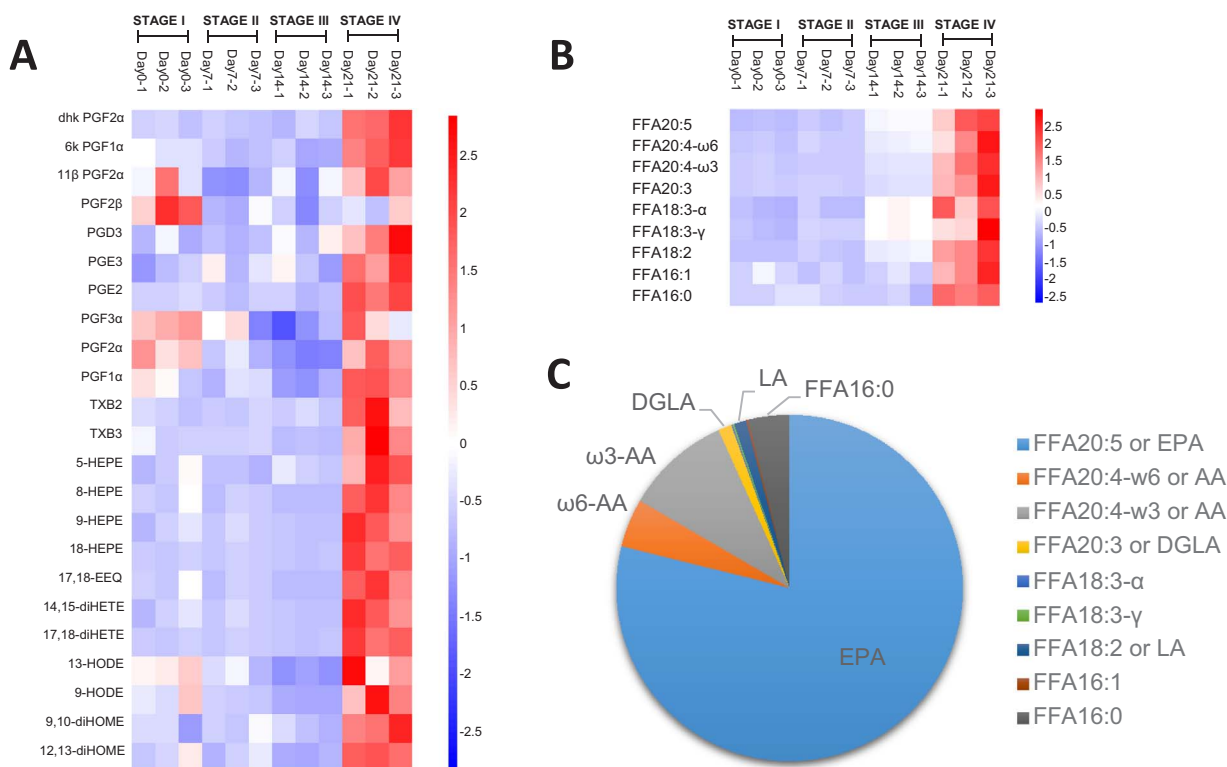 A
STAGE I STAGE II STAGE III STAGE IV
Day0-1 Day0-2 Day0-3 Day7-1 Day7-2 Day7-3 Day14-1 Day14-2 Day14-3 Day21-1 Day21-2 Day21-3
dhk PGF2α
6k PGF1α
11β PGF2α
PGF2β
PGD3
PGE3
PGE2
PGF3α
PGF2α
PGF1α
TXB2
TXB3
5-HEPE
8-HEPE
9-HEPE
18-HEPE
17,18-EEQ
14,15-diHETE
17,18-diHETE
13-HODE
9-HODE
9,10-diHOME
12,13-diHOME
2.5
2
1.5
1
0.5
0
-0.5
-1
-1.5
-2
-2.5
B
STAGE I STAGE II STAGE III STAGE IV
Day0-1 Day0-2 Day0-3 Day7-1 Day7-2 Day7-3 Day14-1 Day14-2 Day14-3 Day21-1 Day21-2 Day21-3
FFA20:5
FFA20:4-ω6
FFA20:4-ω3
FFA20:3
FFA18:3-α
FFA18:3-γ
FFA18:2
FFA16:1
FFA16:0
2.5
2
1.5
1
0.5
0
-0.5
-1
-1.5
-2
-2.5
C
LA
DGLA
FFA16:0
ω3-AA
ω6-AA
EPA
FFA20:5 or EPA
FFA20:4-w6 or AA
FFA20:4-w3 or AA
FFA20:3 or DGLA
FFA18:3-α
FFA18:3-γ
FFA18:2 or LA
FFA16:1
FFA16:0